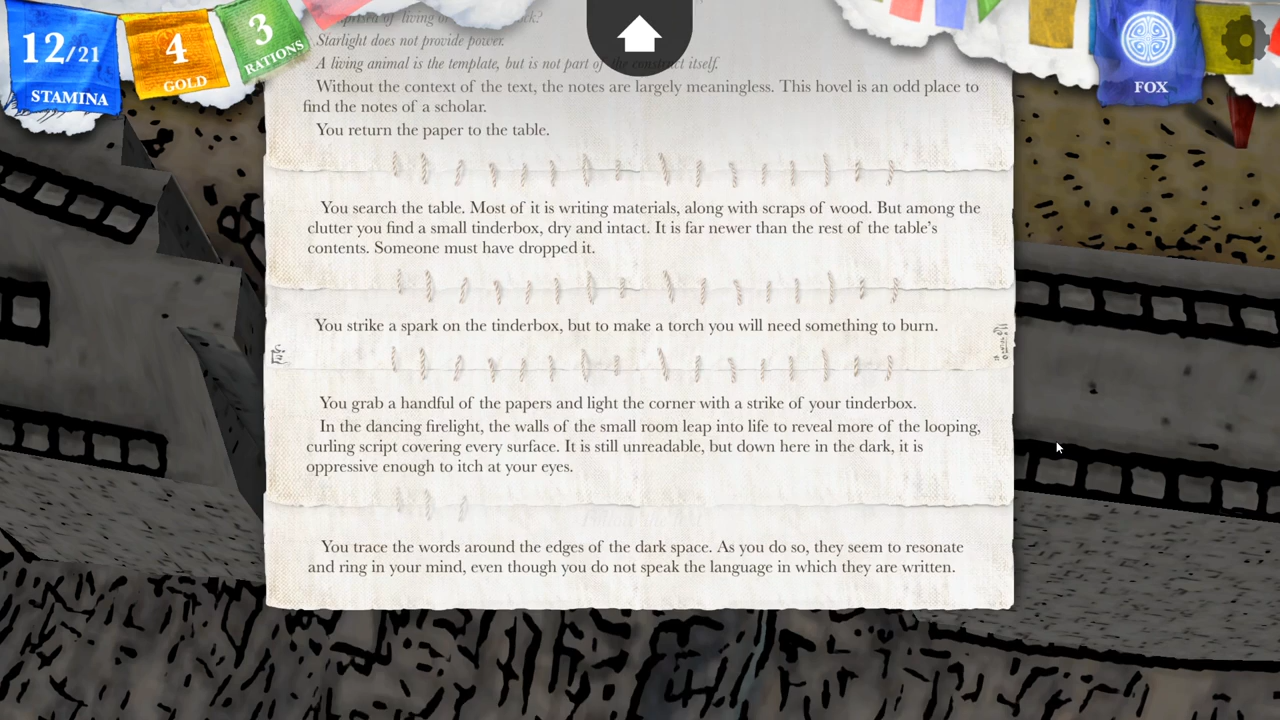 12/21
STAMINA
4
GOLD
3
RATIONS
FOX
living or
Starlight does not provide power.
A living animal is the template, but is not part of the construct itself.
Without the context of the text, the notes are largely meaningless. This hovel is an odd place to
find the notes of a scholar.
You return the paper to the table.
You search the table. Most of it is writing materials, along with scraps of wood. But among the
clutter you find a small tinderbox, dry and intact. It is far newer than the rest of the table's
contents. Someone must have dropped it.
You strike a spark on the tinderbox, but to make a torch you will need something to burn.
You grab a handful of the papers and light the corner with a strike of your tinderbox.
In the dancing firelight, the walls of the small room leap into life to reveal more of the looping,
curling script covering every surface. It is still unreadable, but down here in the dark, it is
oppressive enough to itch at your eyes.
You trace the words around the edges of the dark space. As you do so, they seem to resonate
and ring in your mind, even though you do not speak the language in which they are written.